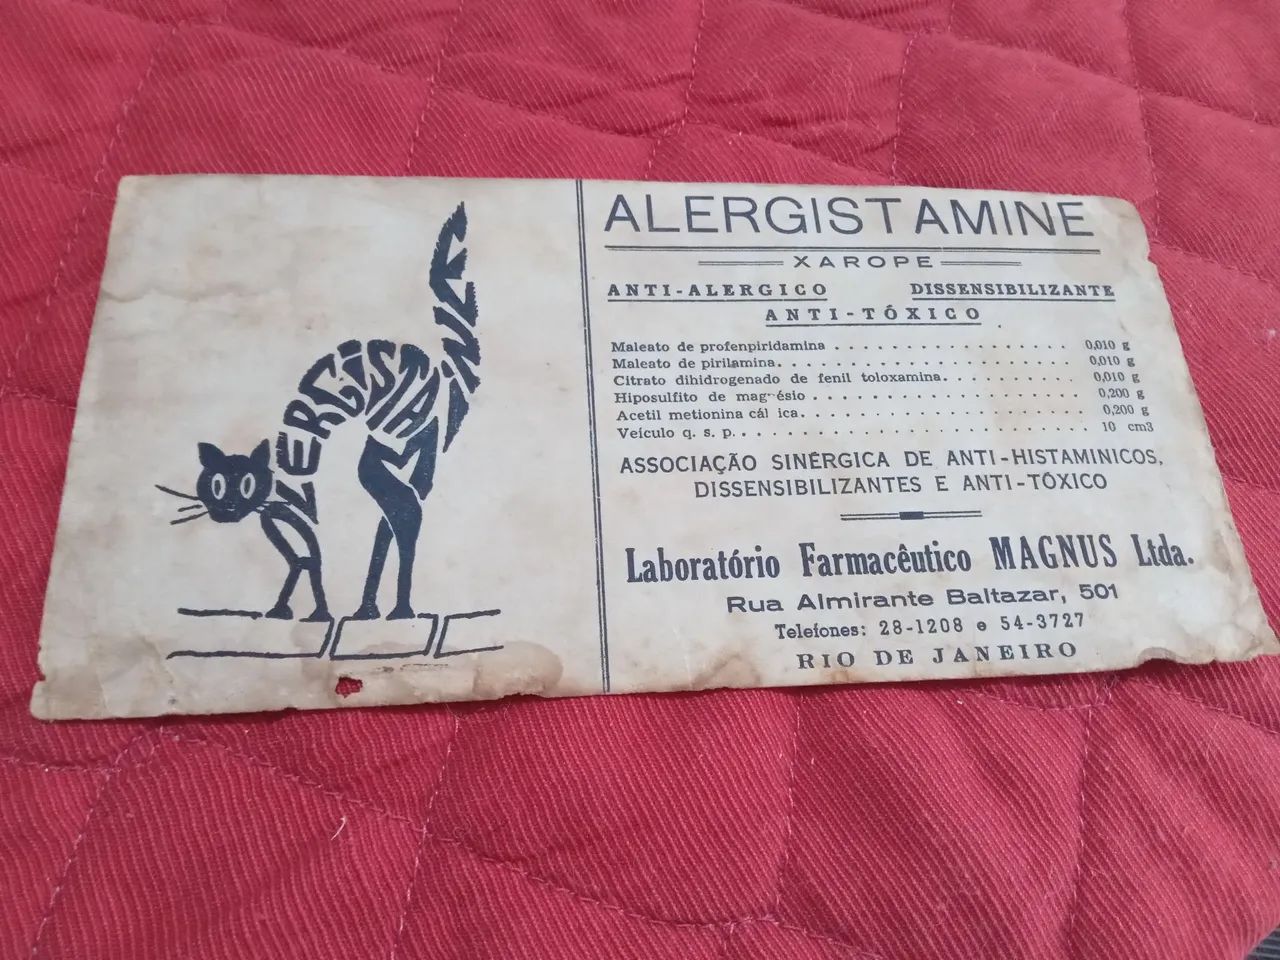 ALERGISTAMINE
ALERGISTAMINE
XAROPE
ANTI-ALERGICO DISSENSIBILIZANTE
ANTI-TÓXICO
Maleato de profenpiridamina . . . . . . . . . . . . . . . . . . 0,010 g
Maleato de pirilamina. . . . . . . . . . . . . . . . . . . . . . 0,010 g
Citrato dihidrogenado de fenil toloxamina. . . . . . . . . . 0,010 g
Hiposulfito de magnésio . . . . . . . . . . . . . . . . . . . . . 0,200 g
Acetil metionina cál ica. . . . . . . . . . . . . . . . . . . . . 0,200 g
Veículo q. s. p. . . . . . . . . . . . . . . . . . . . . . . . . . 10 cm3
ASSOCIAÇÃO SINÉRGICA DE ANTI-HISTAMINICOS,
DISSENSIBILIZANTES E ANTI-TÓXICO
Laboratório Farmacêutico MAGNUS Ltda.
Rua Almirante Baltazar, 501
Telefones: 28-1208 e 54-3727
RIO DE JANEIRO